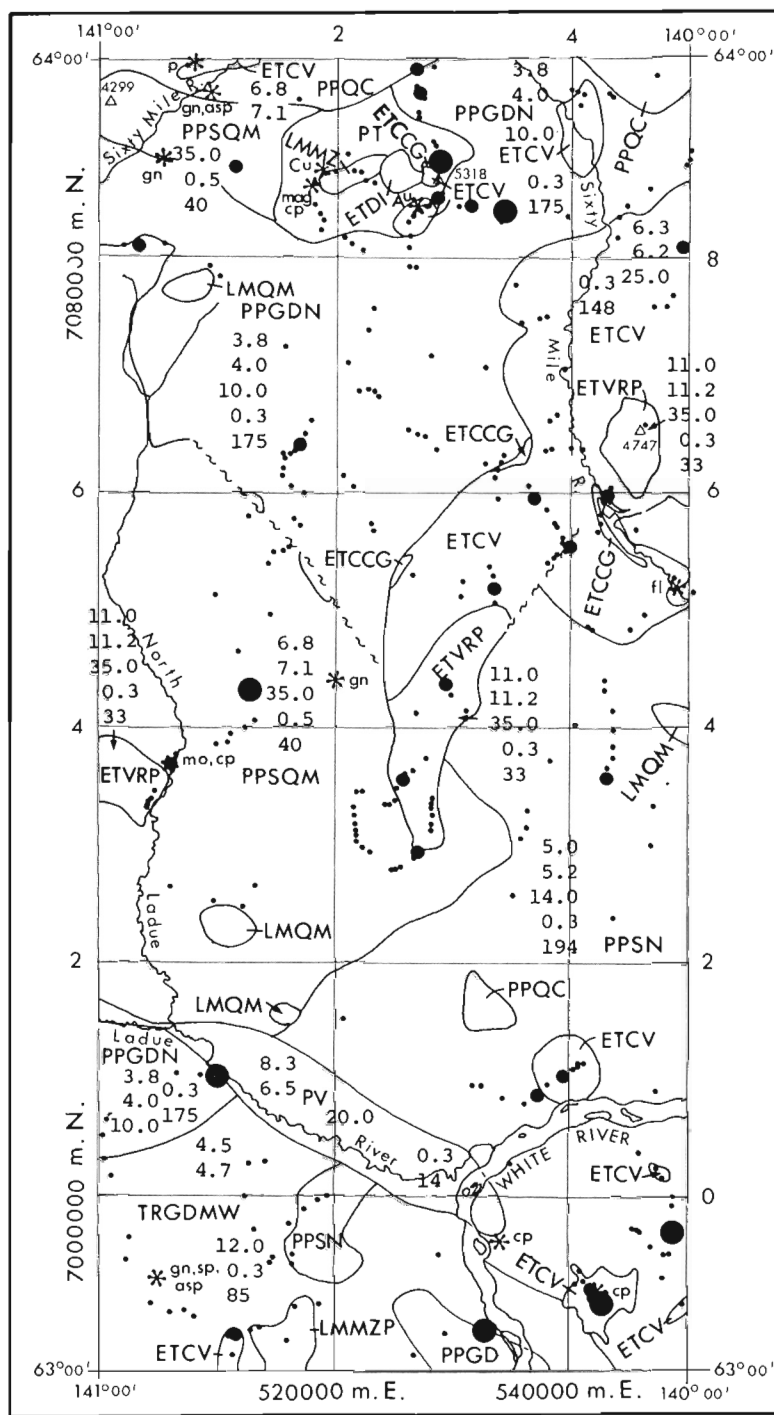 141°00'
2
4
140°00'
64°00'
64°00'
p
ETCV
PPQC
3.8
4299
6.8
4.0
PPGDN
gn,asp
7.1
10.0
Sixty Mile R.
PPSQM
LMMZ
PT
ETCCG
ETCV
PPQC
35.0
Cu
5318
0.3
gn
0.5
ETCV
Sixty
40
mag
cp
ETDI
Au
175
6.3
6.2
8
0.3
25.0
7080000 m. N.
LMQM
148
PPGDN
ETCV
3.8
Mile
4.0
11.0
10.0
ETVRP
11.2
0.3
35.0
175
ETCCG
4747
0.3
33
6
6
R.
ETCV
ETCCG
ETCCG
fl
11.0
11.2
North
6.8
ETVRP
35.0
7.1
11.0
0.3
35.0
gn
11.2
33
0.5
35.0
4
40
0.3
4
mo,cp
33
LMQM
ETVRP
PPSQM
5.0
5.2
14.0
Ladue
0.3
194
PPSN
LMQM
2
2
LMQM
PPQC
Ladue
ETCV
PPGDN
8.3
3.8
0.3
6.5
PV
4.0
175
20.0
10.0
River
0.3
WHITE RIVER
4.5
14
4.7
ETCV
0
7000000 m. N.
TRGDMW
PPSN
cp
12.0
gn,sp,
asp
0.3
ETCV
cp
85
LMMZP
ETCV
ETCV
PPGD
63°00'
63°00'
141°00'
520000 m.E.
540000 m.E.
140°00'